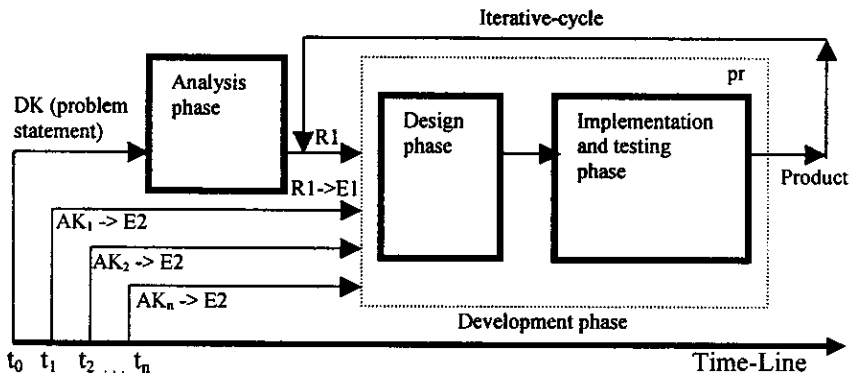 Iterative-cycle
pr
Analysis
phase
DK (problem
statement)
R1
Design
phase
Implementation
and testing
phase
Product
R1->E1
AK₁ -> E2
AK₂ -> E2
AKₙ -> E2
Development phase
t₀ t₁ t₂ ... tₙ Time-Line